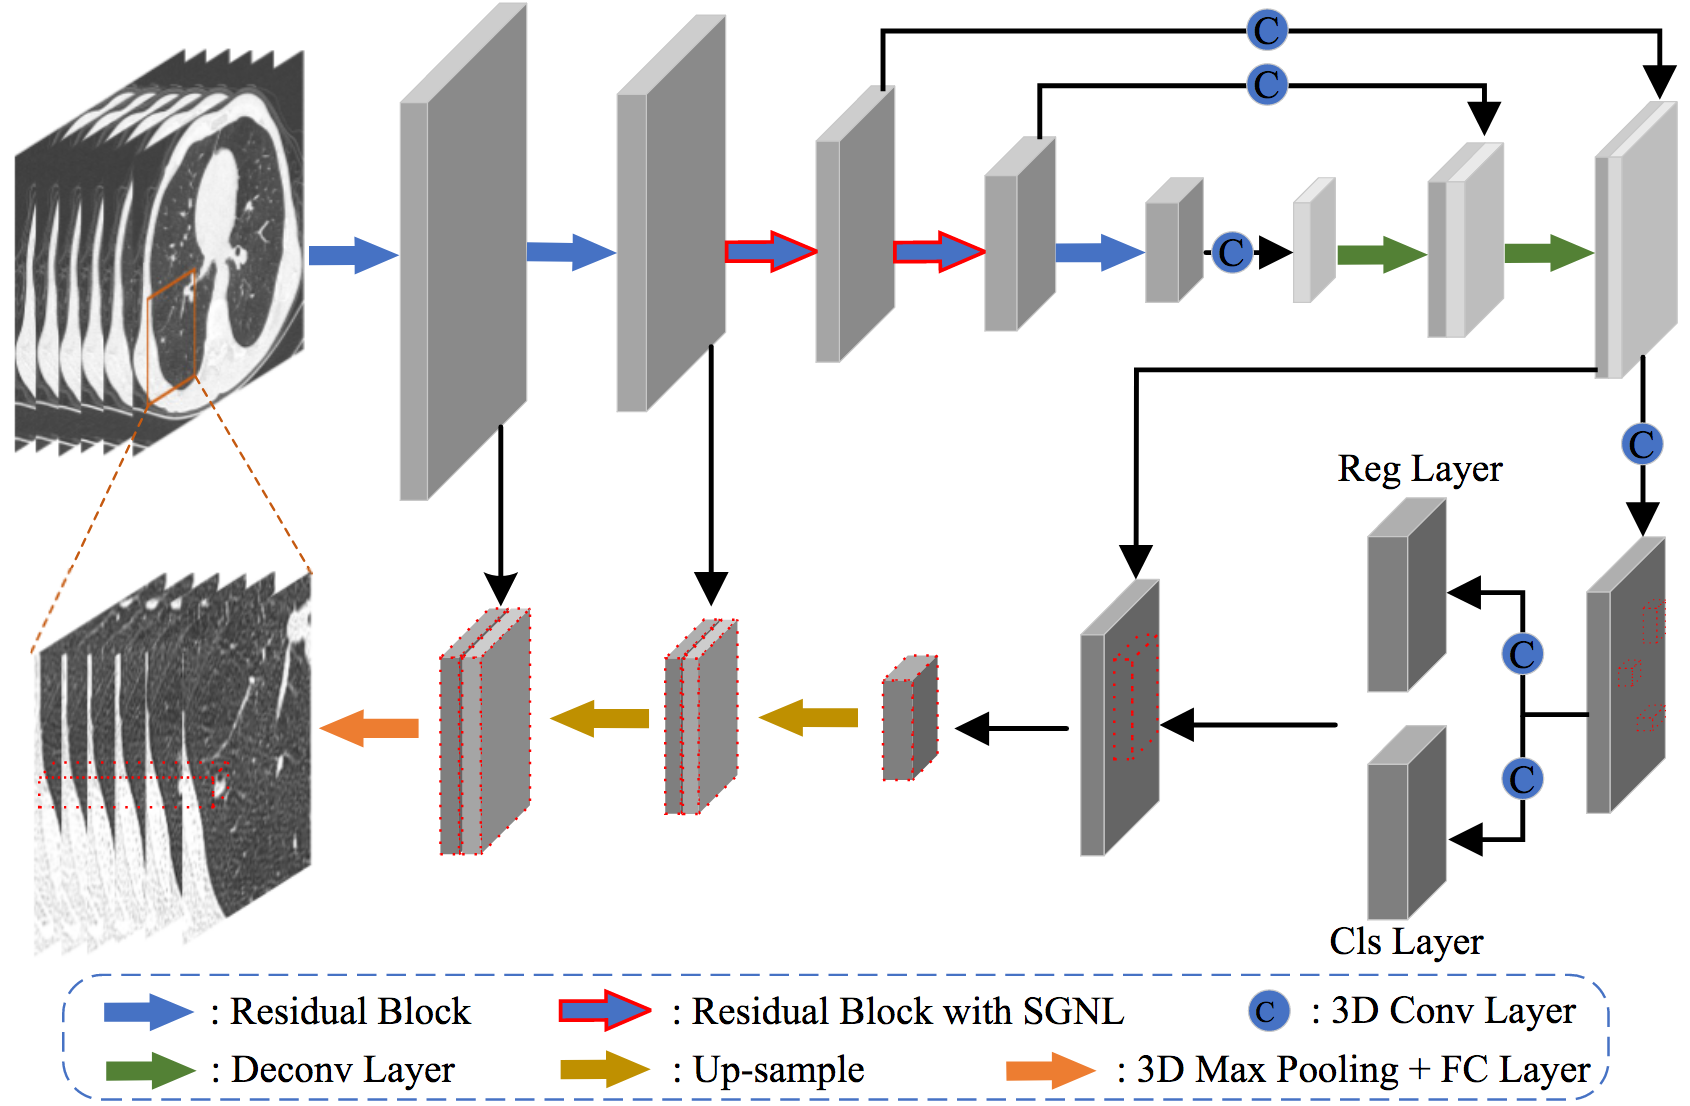 C
C
C
C
Reg Layer
C
C
Cls Layer
: Residual Block
: Residual Block with SGNL
C : 3D Conv Layer
: Deconv Layer
: Up-sample
: 3D Max Pooling + FC Layer